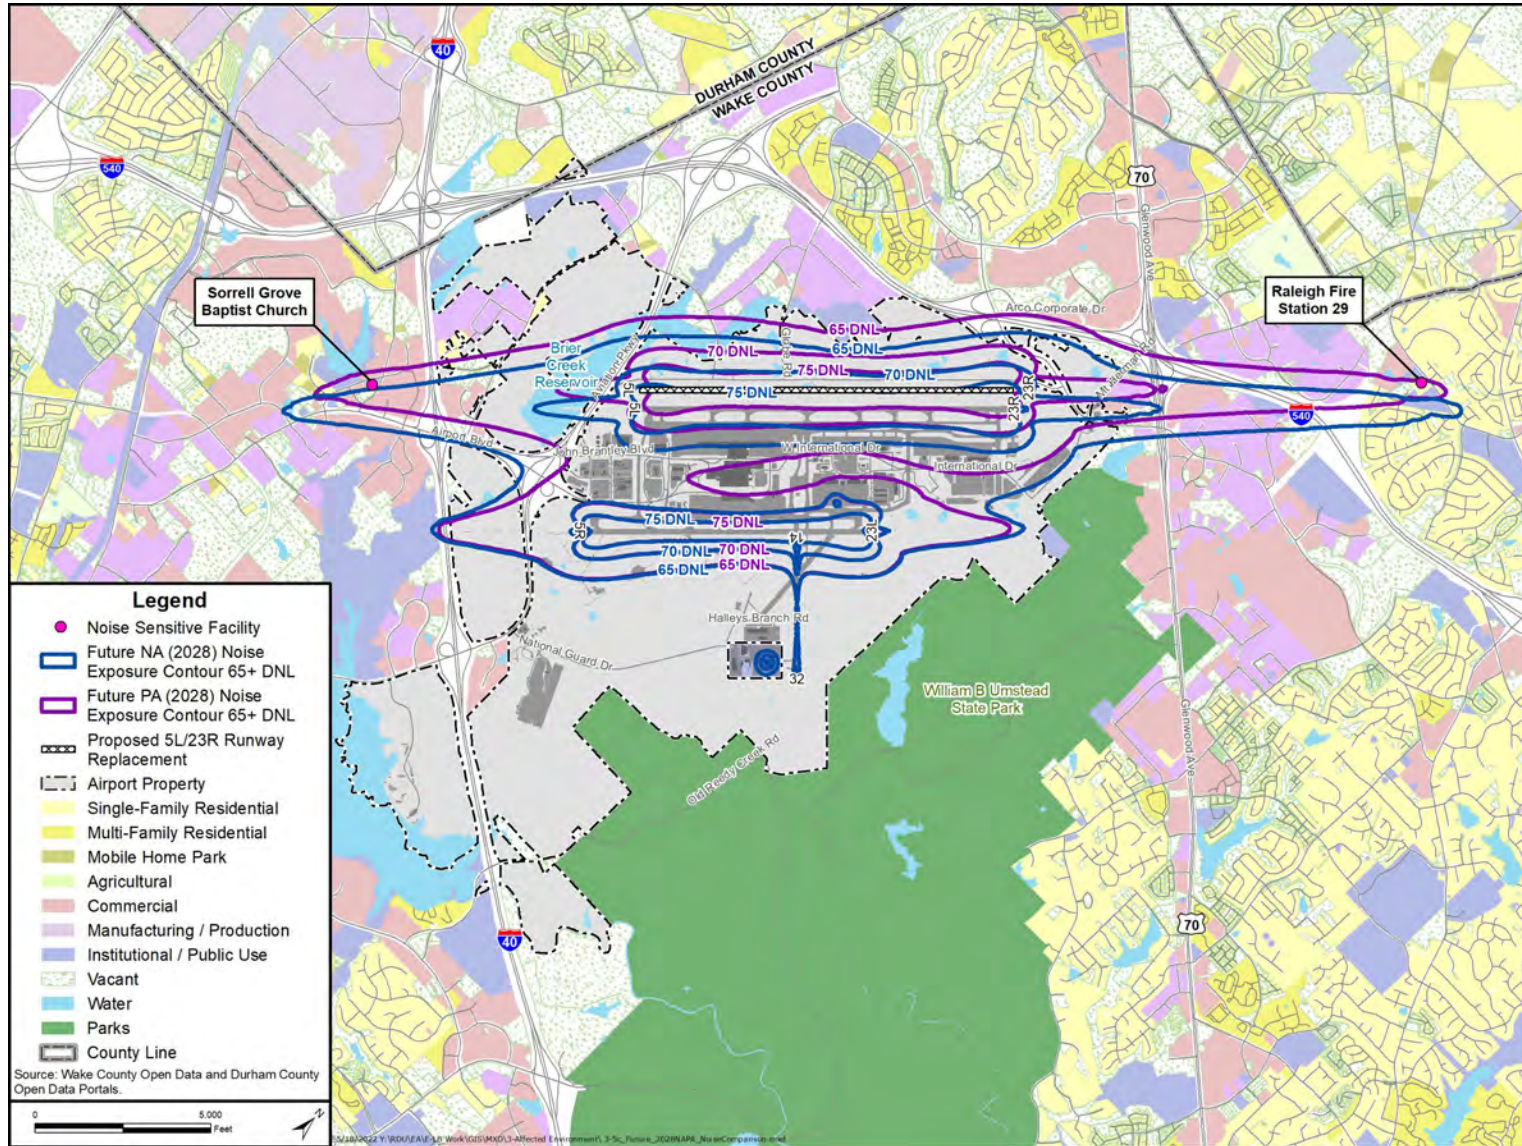 40
DURHAM COUNTY
WAKE COUNTY
540
70
Glenwood Ave
Sorrell Grove
Baptist Church
Raleigh Fire
Station 29
Arco Corporate Dr
65 DNL
65 DNL
Globe Rd
70 DNL
Brier
Creek
Reservoir
Aviation Pkwy
75 DNL
70 DNL
75 DNL
5L
5L
23R
23R
540
Airport Blvd
John Brantley Blvd
W International Dr
International Dr
75 DNL
75 DNL
5R
23L
14
70 DNL
70 DNL
65 DNL
65 DNL
Halleys Branch Rd
National Guard Dr
32
William B Umstead
State Park
Glenwood Ave
Old Reedy Creek Rd
70
40
Legend
Noise Sensitive Facility
Future NA (2028) Noise
Exposure Contour 65+ DNL
Future PA (2028) Noise
Exposure Contour 65+ DNL
Proposed 5L/23R Runway
Replacement
Airport Property
Single-Family Residential
Multi-Family Residential
Mobile Home Park
Agricultural
Commercial
Manufacturing / Production
Institutional / Public Use
Vacant
Water
Parks
County Line
Source: Wake County Open Data and Durham County
Open Data Portals.
0 5,000
Feet
N